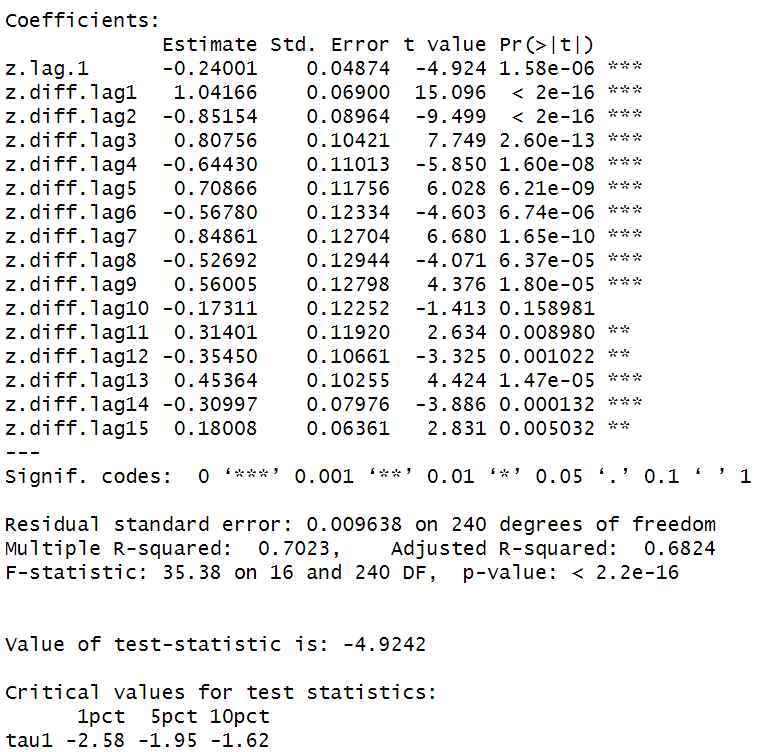 Coefficients:
Estimate Std. Error t value Pr(>|t|)
z.lag.1 -0.24001 0.04874 -4.924 1.58e-06 ***
z.diff.lag1 1.04166 0.06900 15.096 < 2e-16 ***
z.diff.lag2 -0.85154 0.08964 -9.499 < 2e-16 ***
z.diff.lag3 0.80756 0.10421 7.749 2.60e-13 ***
z.diff.lag4 -0.64430 0.11013 -5.850 1.60e-08 ***
z.diff.lag5 0.70866 0.11756 6.028 6.21e-09 ***
z.diff.lag6 -0.56780 0.12334 -4.603 6.74e-06 ***
z.diff.lag7 0.84861 0.12704 6.680 1.65e-10 ***
z.diff.lag8 -0.52692 0.12944 -4.071 6.37e-05 ***
z.diff.lag9 0.56005 0.12798 4.376 1.80e-05 ***
z.diff.lag10 -0.17311 0.12252 -1.413 0.158981
z.diff.lag11 0.31401 0.11920 2.634 0.008980 **
z.diff.lag12 -0.35450 0.10661 -3.325 0.001022 **
z.diff.lag13 0.45364 0.10255 4.424 1.47e-05 ***
z.diff.lag14 -0.30997 0.07976 -3.886 0.000132 ***
z.diff.lag15 0.18008 0.06361 2.831 0.005032 **
---
Signif. codes: 0 ‘***’ 0.001 ‘**’ 0.01 ‘*’ 0.05 ‘.’ 0.1 ‘ ’ 1
Residual standard error: 0.009638 on 240 degrees of freedom
Multiple R-squared: 0.7023, Adjusted R-squared: 0.6824
F-statistic: 35.38 on 16 and 240 DF, p-value: < 2.2e-16
Value of test-statistic is: -4.9242
Critical values for test statistics:
1pct 5pct 10pct
tau1 -2.58 -1.95 -1.62